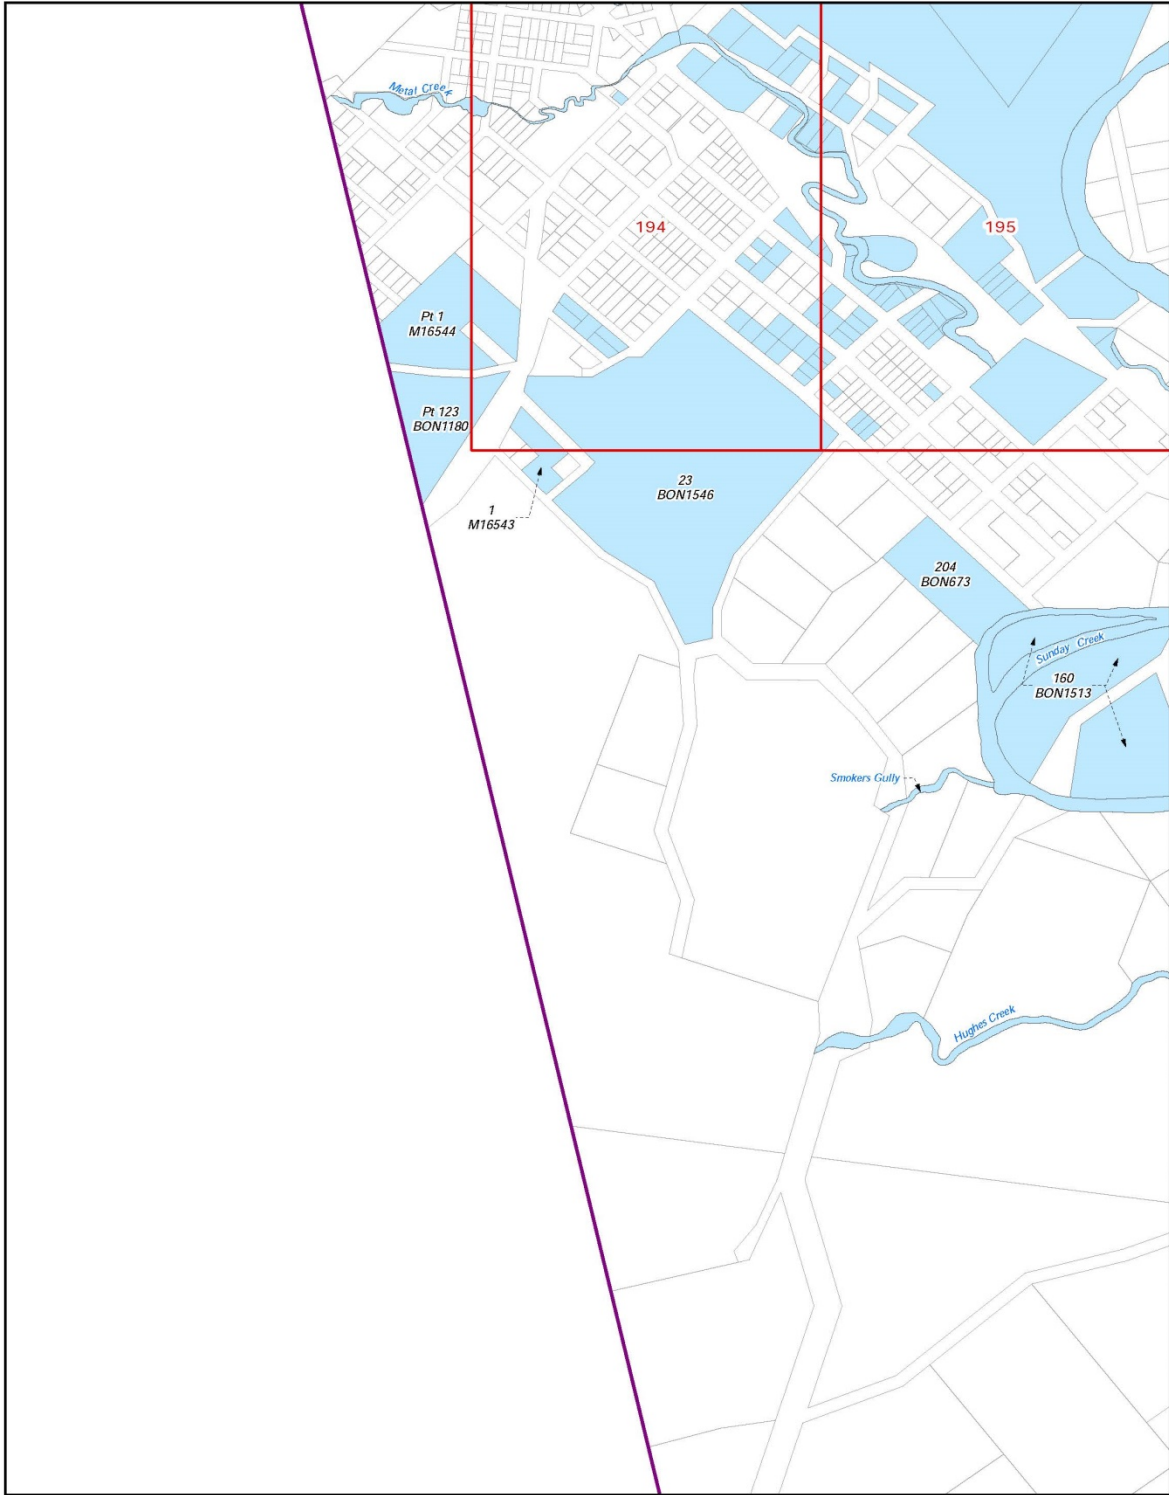 Metal Creek
194
195
Pt 1
M16544
Pt 123
BON1180
1
M16543
23
BON1546
204
BON673
Sunday Creek
160
BON1513
Smokers Gully
Hughes Creek